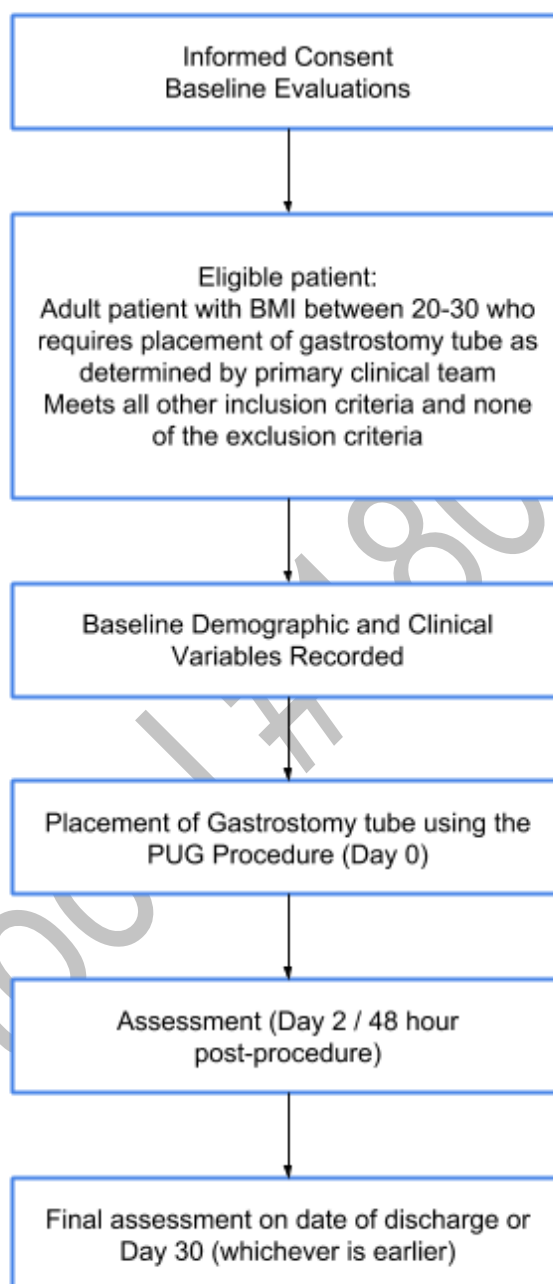 Informed Consent
Baseline Evaluations
Eligible patient:
Adult patient with BMI between 20-30 who
requires placement of gastrostomy tube as
determined by primary clinical team
Meets all other inclusion criteria and none
of the exclusion criteria
Baseline Demographic and Clinical
Variables Recorded
Placement of Gastrostomy tube using the
PUG Procedure (Day 0)
Assessment (Day 2 / 48 hour
post-procedure)
Final assessment on date of discharge or
Day 30 (whichever is earlier)